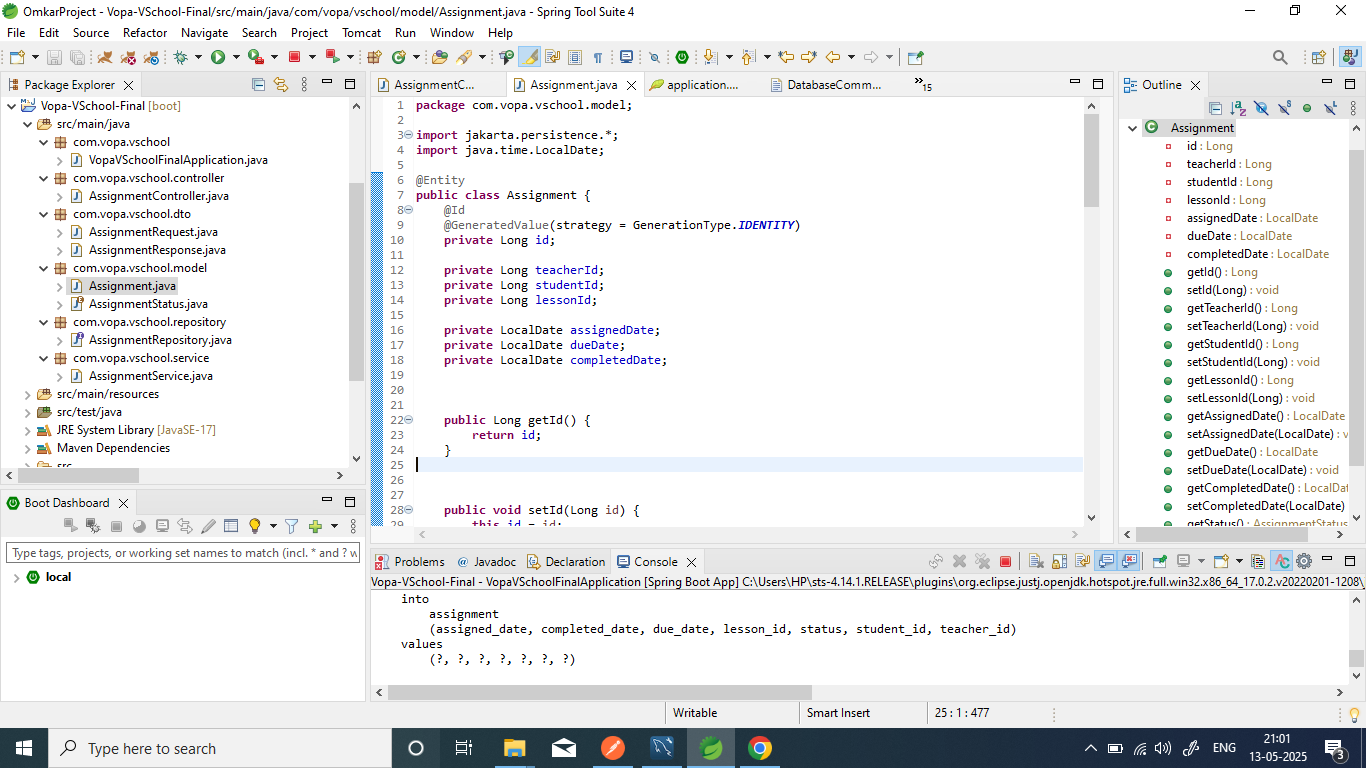 OmkarProject - Vopa-VSchool-Final/src/main/java/com/vopa/vschool/model/Assignment.java - Spring Tool Suite 4
File Edit Source Refactor Navigate Search Project Tomcat Run Window Help
Package Explorer
Vopa-VSchool-Final [boot]
src/main/java
com.vopa.vschool
VopaVSchoolFinalApplication.java
com.vopa.vschool.controller
AssignmentController.java
com.vopa.vschool.dto
AssignmentRequest.java
AssignmentResponse.java
com.vopa.vschool.model
Assignment.java
AssignmentStatus.java
com.vopa.vschool.repository
AssignmentRepository.java
com.vopa.vschool.service
AssignmentService.java
src/main/resources
src/test/java
JRE System Library [JavaSE-17]
Maven Dependencies
src
Boot Dashboard
Type tags, projects, or working set names to match (incl. * and ? w
local
AssignmentC... Assignment.java application.... DatabaseComm... »15
1 package com.vopa.vschool.model;
2
3 import jakarta.persistence.*;
4 import java.time.LocalDate;
5
6 @Entity
7 public class Assignment {
8 @Id
9 @GeneratedValue(strategy = GenerationType.IDENTITY)
10 private Long id;
11
12 private Long teacherId;
13 private Long studentId;
14 private Long lessonId;
15
16 private LocalDate assignedDate;
17 private LocalDate dueDate;
18 private LocalDate completedDate;
19
20
21
22 public Long getId() {
23 return id;
24 }
25
26
27
28 public void setId(Long id) {
29 this.id = id;
Outline
Assignment
id : Long
teacherId : Long
studentId : Long
lessonId : Long
assignedDate : LocalDate
dueDate : LocalDate
completedDate : LocalDate
getId() : Long
setId(Long) : void
getTeacherId() : Long
setTeacherId(Long) : void
getStudentId() : Long
setStudentId(Long) : void
getLessonId() : Long
setLessonId(Long) : void
getAssignedDate() : LocalDate
setAssignedDate(LocalDate) : v
getDueDate() : LocalDate
setDueDate(LocalDate) : void
getCompletedDate() : LocalDat
setCompletedDate(LocalDate)
getStatus() : AssignmentStatus
Problems @ Javadoc Declaration Console
Vopa-VSchool-Final - VopaVSchoolFinalApplication [Spring Boot App] C:\Users\HP\sts-4.14.1.RELEASE\plugins\org.eclipse.justj.openjdk.hotspot.jre.full.win32.x86_64_17.0.2.v20220201-1208\
into
assignment
(assigned_date, completed_date, due_date, lesson_id, status, student_id, teacher_id)
values
(?, ?, ?, ?, ?, ?, ?)
Writable Smart Insert 25 : 1 : 477
Type here to search
ENG
21:01
13-05-2025
3